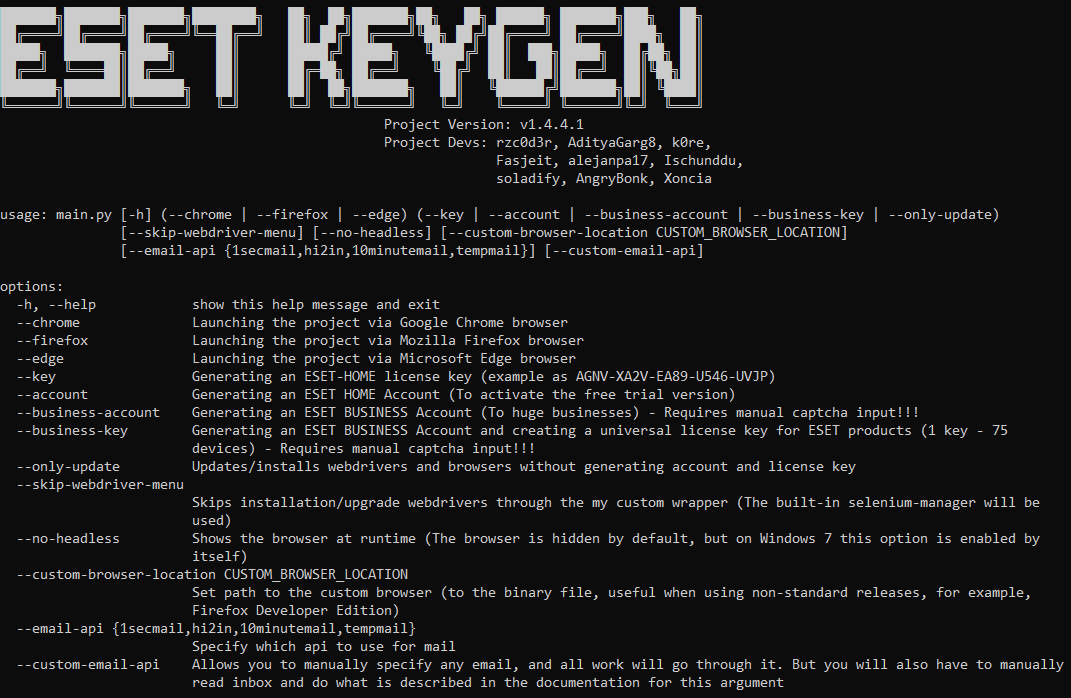 ESET KEYGEN
Project Version: v1.4.4.1
Project Devs: rzc0d3r, AdityaGarg8, k0re,
Fasjeit, alejanpa17, Ischunddu,
soladify, AngryBonk, Xoncia
usage: main.py [-h] (--chrome | --firefox | --edge) (--key | --account | --business-account | --business-key | --only-update)
[--skip-webdriver-menu] [--no-headless] [--custom-browser-location CUSTOM_BROWSER_LOCATION]
[--email-api {1secmail,hi2in,10minutemail,tempmail}] [--custom-email-api]
options:
-h, --help show this help message and exit
--chrome Launching the project via Google Chrome browser
--firefox Launching the project via Mozilla Firefox browser
--edge Launching the project via Microsoft Edge browser
--key Generating an ESET-HOME license key (example as AGNV-XA2V-EA89-U546-UVJP)
--account Generating an ESET HOME Account (To activate the free trial version)
--business-account Generating an ESET BUSINESS Account (To huge businesses) - Requires manual captcha input!!!
--business-key Generating an ESET BUSINESS Account and creating a universal license key for ESET products (1 key - 75
devices) - Requires manual captcha input!!!
--only-update Updates/installs webdrivers and browsers without generating account and license key
--skip-webdriver-menu
Skips installation/upgrade webdrivers through the my custom wrapper (The built-in selenium-manager will be
used)
--no-headless Shows the browser at runtime (The browser is hidden by default, but on Windows 7 this option is enabled by
itself)
--custom-browser-location CUSTOM_BROWSER_LOCATION
Set path to the custom browser (to the binary file, useful when using non-standard releases, for example,
Firefox Developer Edition)
--email-api {1secmail,hi2in,10minutemail,tempmail}
Specify which api to use for mail
--custom-email-api Allows you to manually specify any email, and all work will go through it. But you will also have to manually
read inbox and do what is described in the documentation for this argument